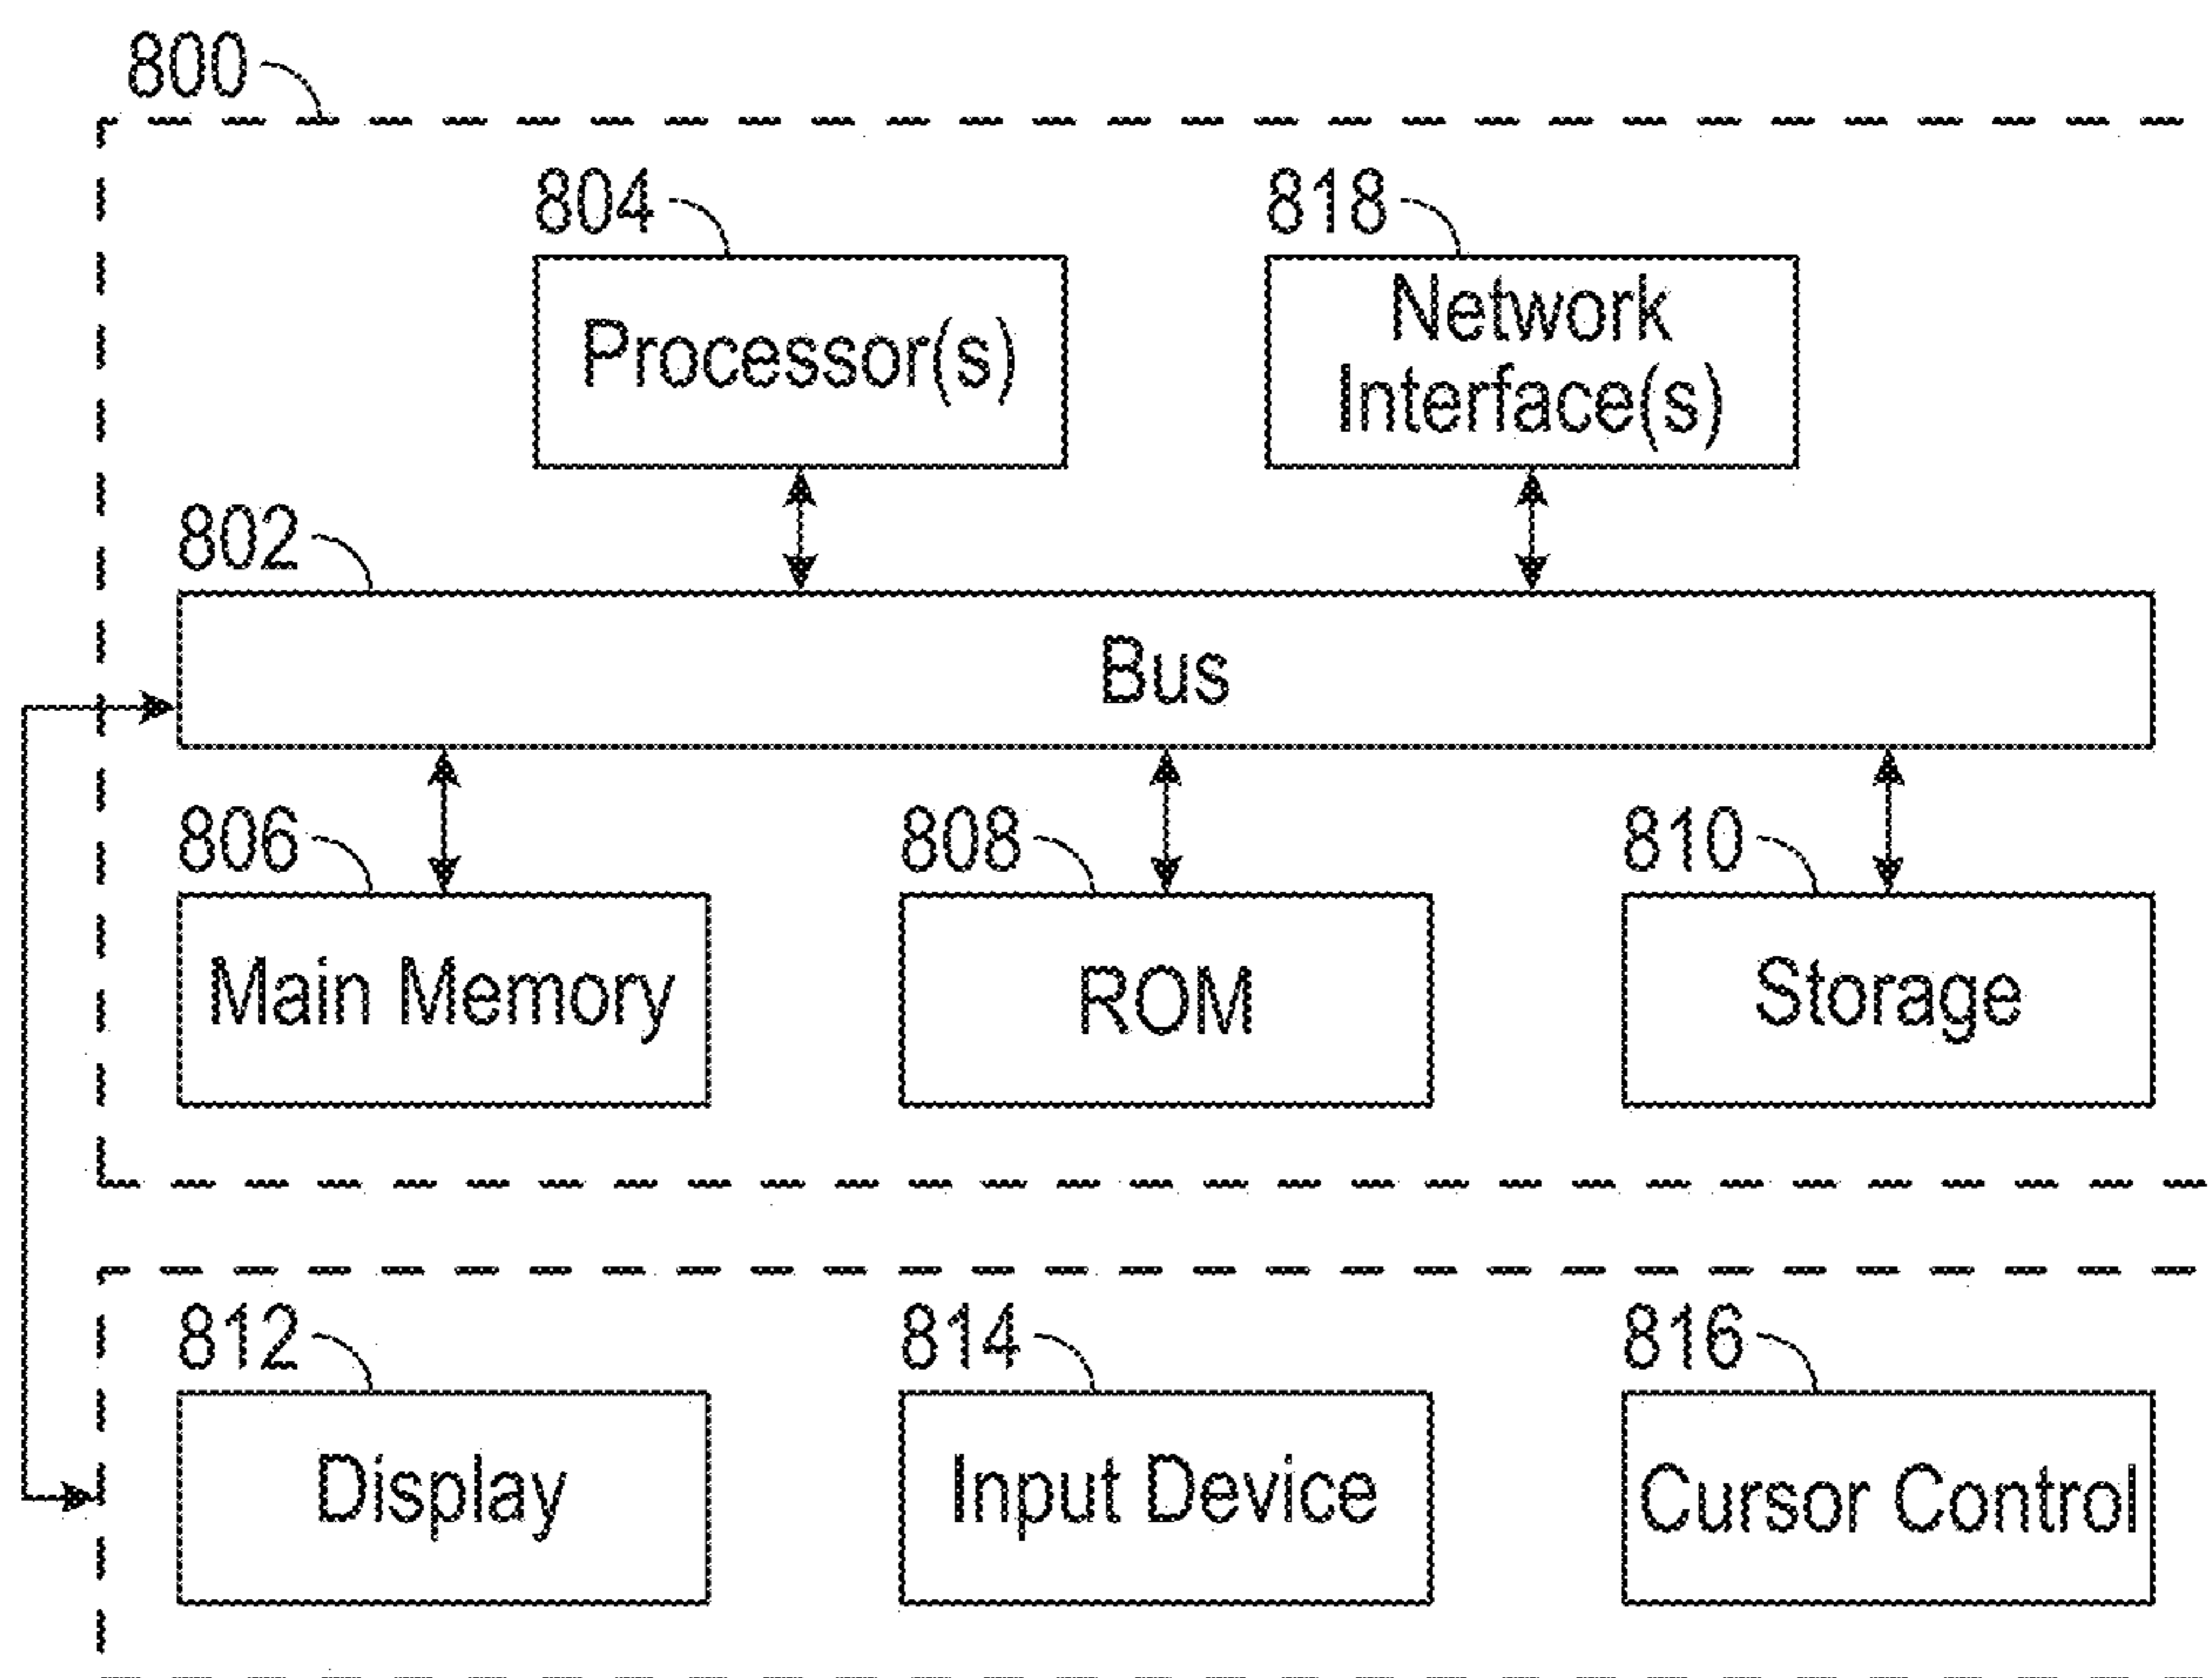 800
804
818
Processor(s)
Network
Interface(s)
802
Bus
806
808
810
Main Memory
ROM
Storage
812
814
816
Display
Input Device
Cursor Control